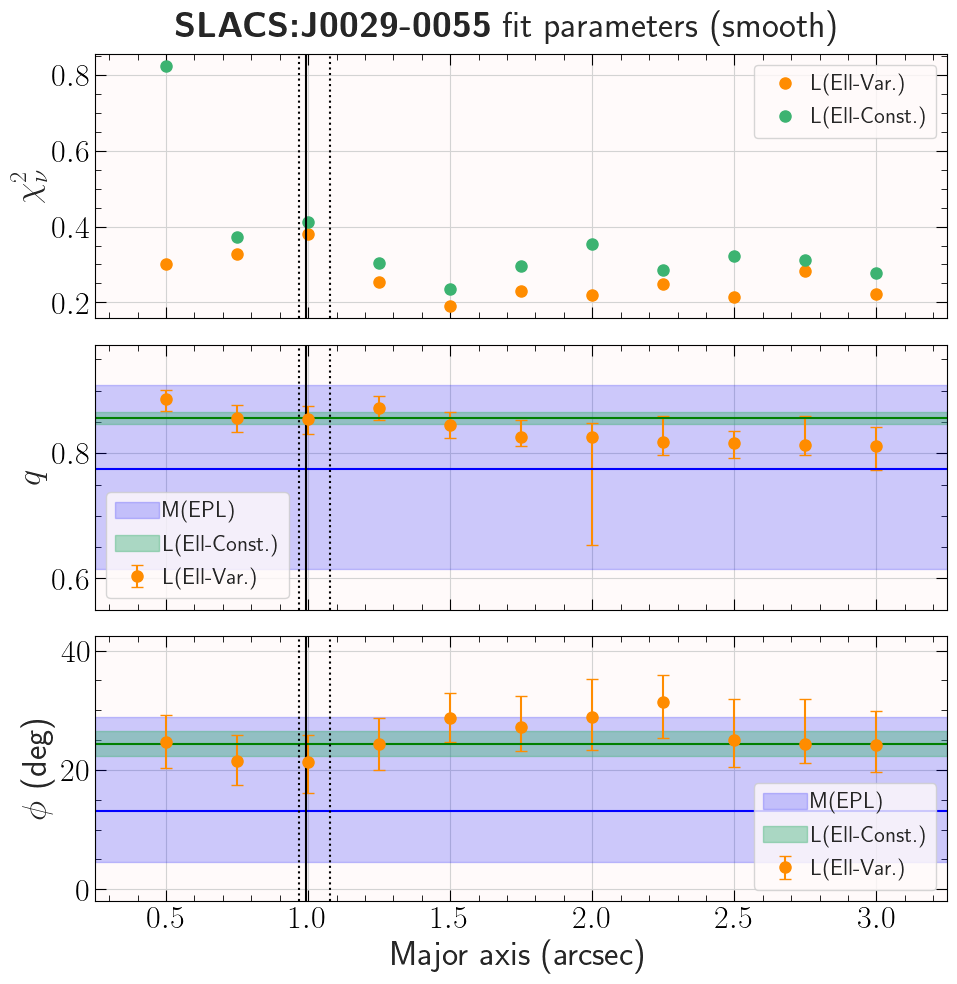 SLACS:J0029-0055 fit parameters (smooth)
0.8
0.6
0.4
0.2
χ²ᵥ
L(Ell-Var.)
L(Ell-Const.)
0.8
0.6
q
M(EPL)
L(Ell-Const.)
L(Ell-Var.)
40
20
0
ϕ (deg)
M(EPL)
L(Ell-Const.)
L(Ell-Var.)
0.5 1.0 1.5 2.0 2.5 3.0
Major axis (arcsec)